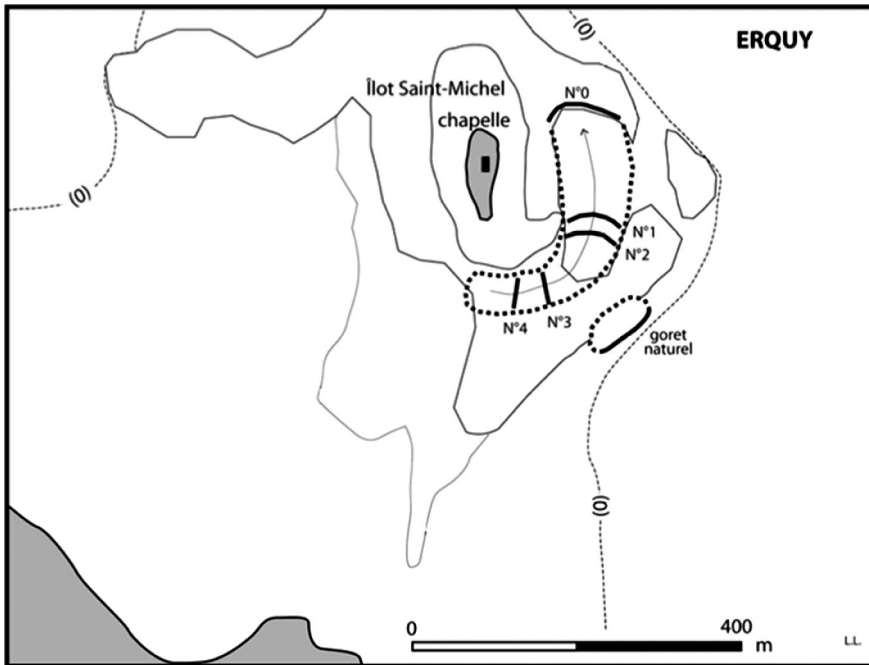 (0)
ERQUY
Îlot Saint-Michel
chapelle
N°0
(0)
N°1
N°2
N°4
N°3
goret
naturel
(0)
0
400
m
L.L.